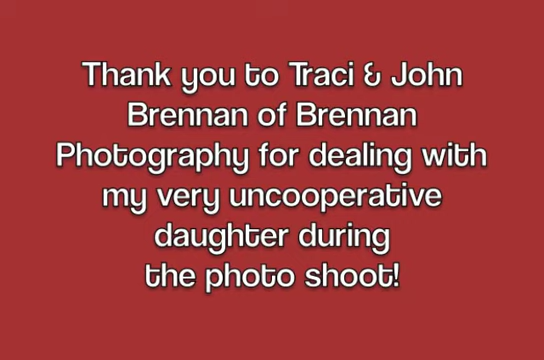 Thank you to Traci & John
Brennan of Brennan
Photography for dealing with
my very uncooperative
daughter during
the photo shoot!